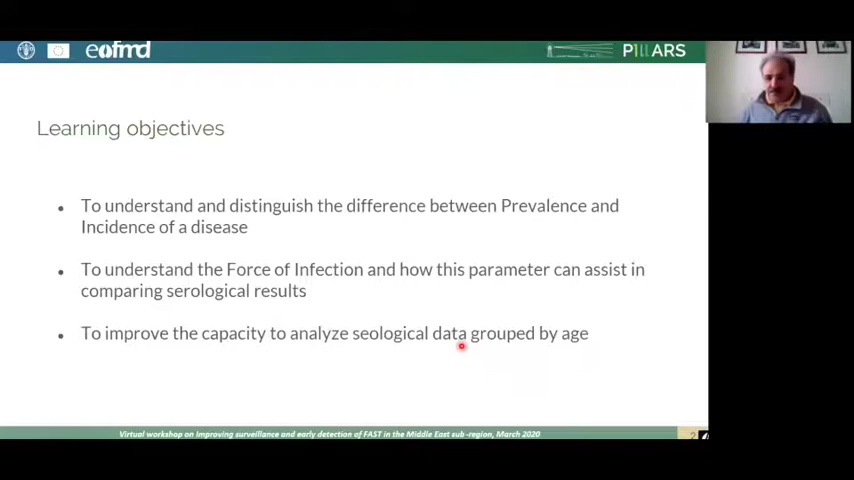 eofmd PILLARS
Learning objectives
To understand and distinguish the difference between Prevalence and
Incidence of a disease
To understand the Force of Infection and how this parameter can assist in
comparing serological results
To improve the capacity to analyze seological data grouped by age
Virtual workshop on Improving surveillance and early detection of FAST in the Middle East sub-region, March 2020
2